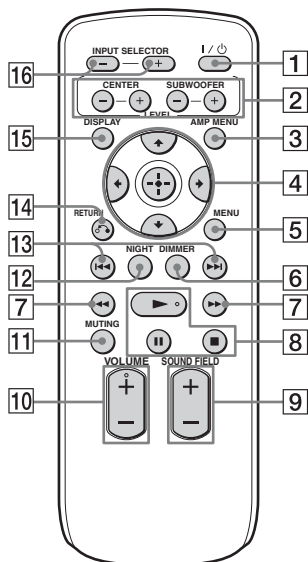 INPUT SELECTOR
I / ⏻
1
16
CENTER SUBWOOFER
LEVEL
2
15
DISPLAY
AMP MENU
3
4
14
RETURN
MENU
5
13
12
NIGHT DIMMER
6
7
7
11
MUTING
8
VOLUME SOUND FIELD
10
9